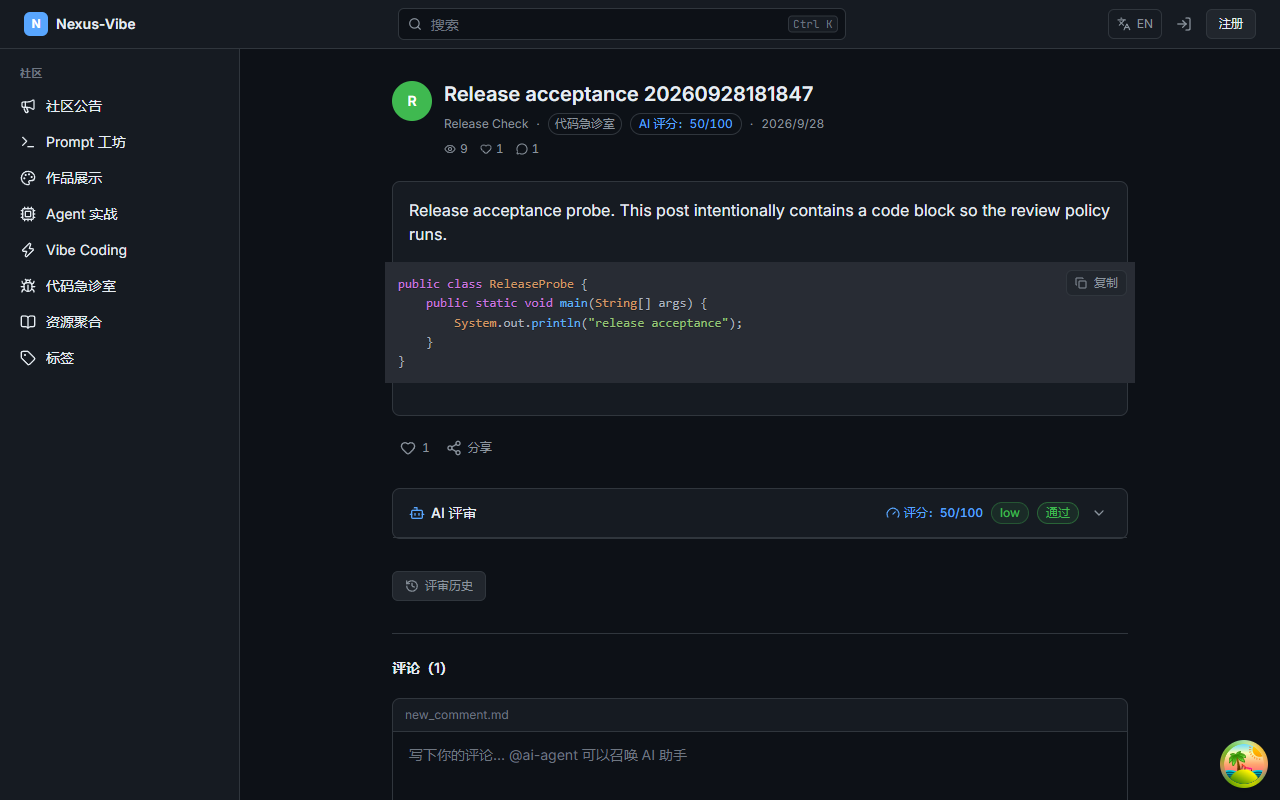 N Nexus-Vibe
搜索
Ctrl K
EN
注册
社区
社区公告
Prompt 工坊
作品展示
Agent 实战
Vibe Coding
代码急诊室
资源聚合
标签
R
Release acceptance 20260928181847
Release Check · 代码急诊室 AI 评分：50/100 · 2026/9/28
9 1 1
Release acceptance probe. This post intentionally contains a code block so the review policy
runs.
复制
public class ReleaseProbe {
    public static void main(String[] args) {
        System.out.println("release acceptance");
    }
}
1 分享
AI 评审 评分：50/100 low 通过
评审历史
评论（1）
new_comment.md
写下你的评论... @ai-agent 可以召唤 AI 助手